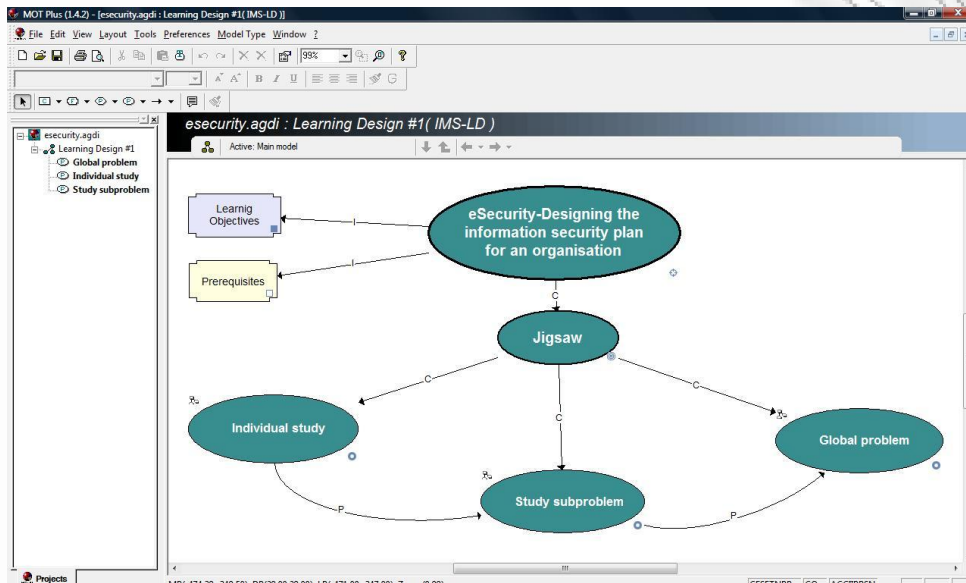 MOT Plus (1.4.2) - [esecurity.agdi : Learning Design #1( IMS-LD )]
File Edit View Layout Tools Preferences Model Type Window ?
99%
B I U
G
esecurity.agdi
Learning Design #1
Global problem
Individual study
Study subproblem
Projects
esecurity.agdi : Learning Design #1( IMS-LD )
Active: Main model
Learnig
Objectives
I
eSecurity-Designing the
information security plan
for an organisation
I
Prerequisites
C
Jigsaw
C
C
C
Individual study
Global problem
Study subproblem
P
P